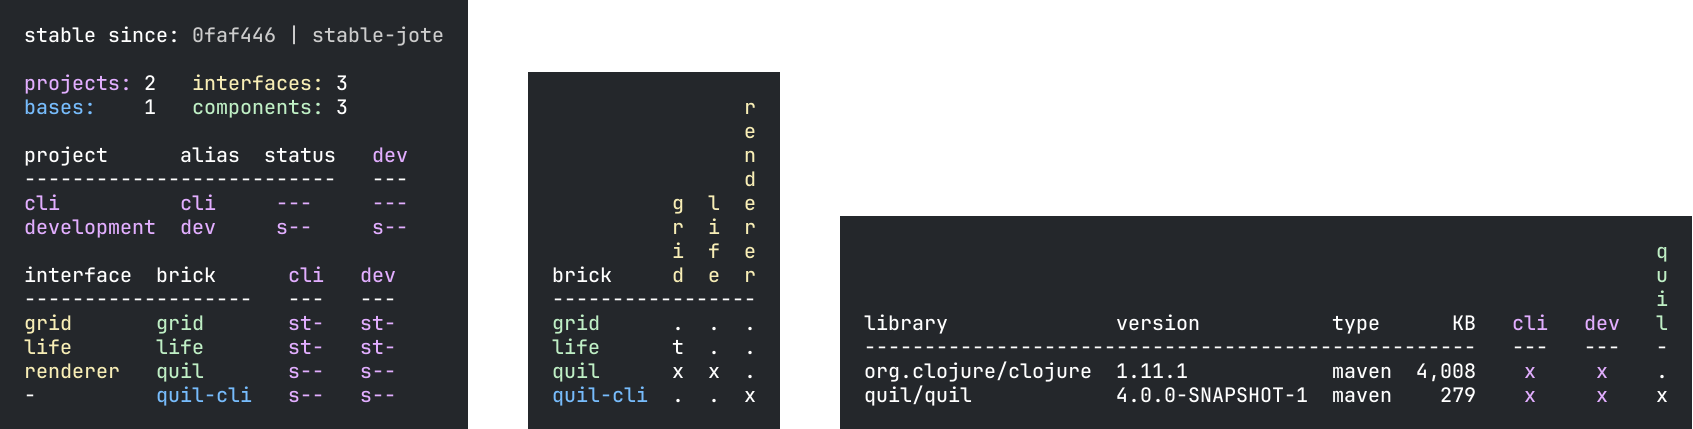 stable since: 0faf446 | stable-jote
projects: 2   interfaces: 3
bases:    1   components: 3
project      alias  status   dev
--------------------------   ---
cli          cli     ---     ---
development  dev     s--     s--
interface  brick      cli   dev
-------------------   ---   ---
grid       grid       st-   st-
life       life       st-   st-
renderer   quil       s--   s--
-          quil-cli   s--   s--
brick     grid  life  renderer
-----------------
grid      .  .  .
life      t  .  .
quil      x  x  .
quil-cli  .  .  x
library              version           type      KB   cli   dev   quil
---------------------------------------------------   ---   ---   -
org.clojure/clojure  1.11.1            maven  4,008    x     x    .
quil/quil            4.0.0-SNAPSHOT-1  maven    279    x     x    x